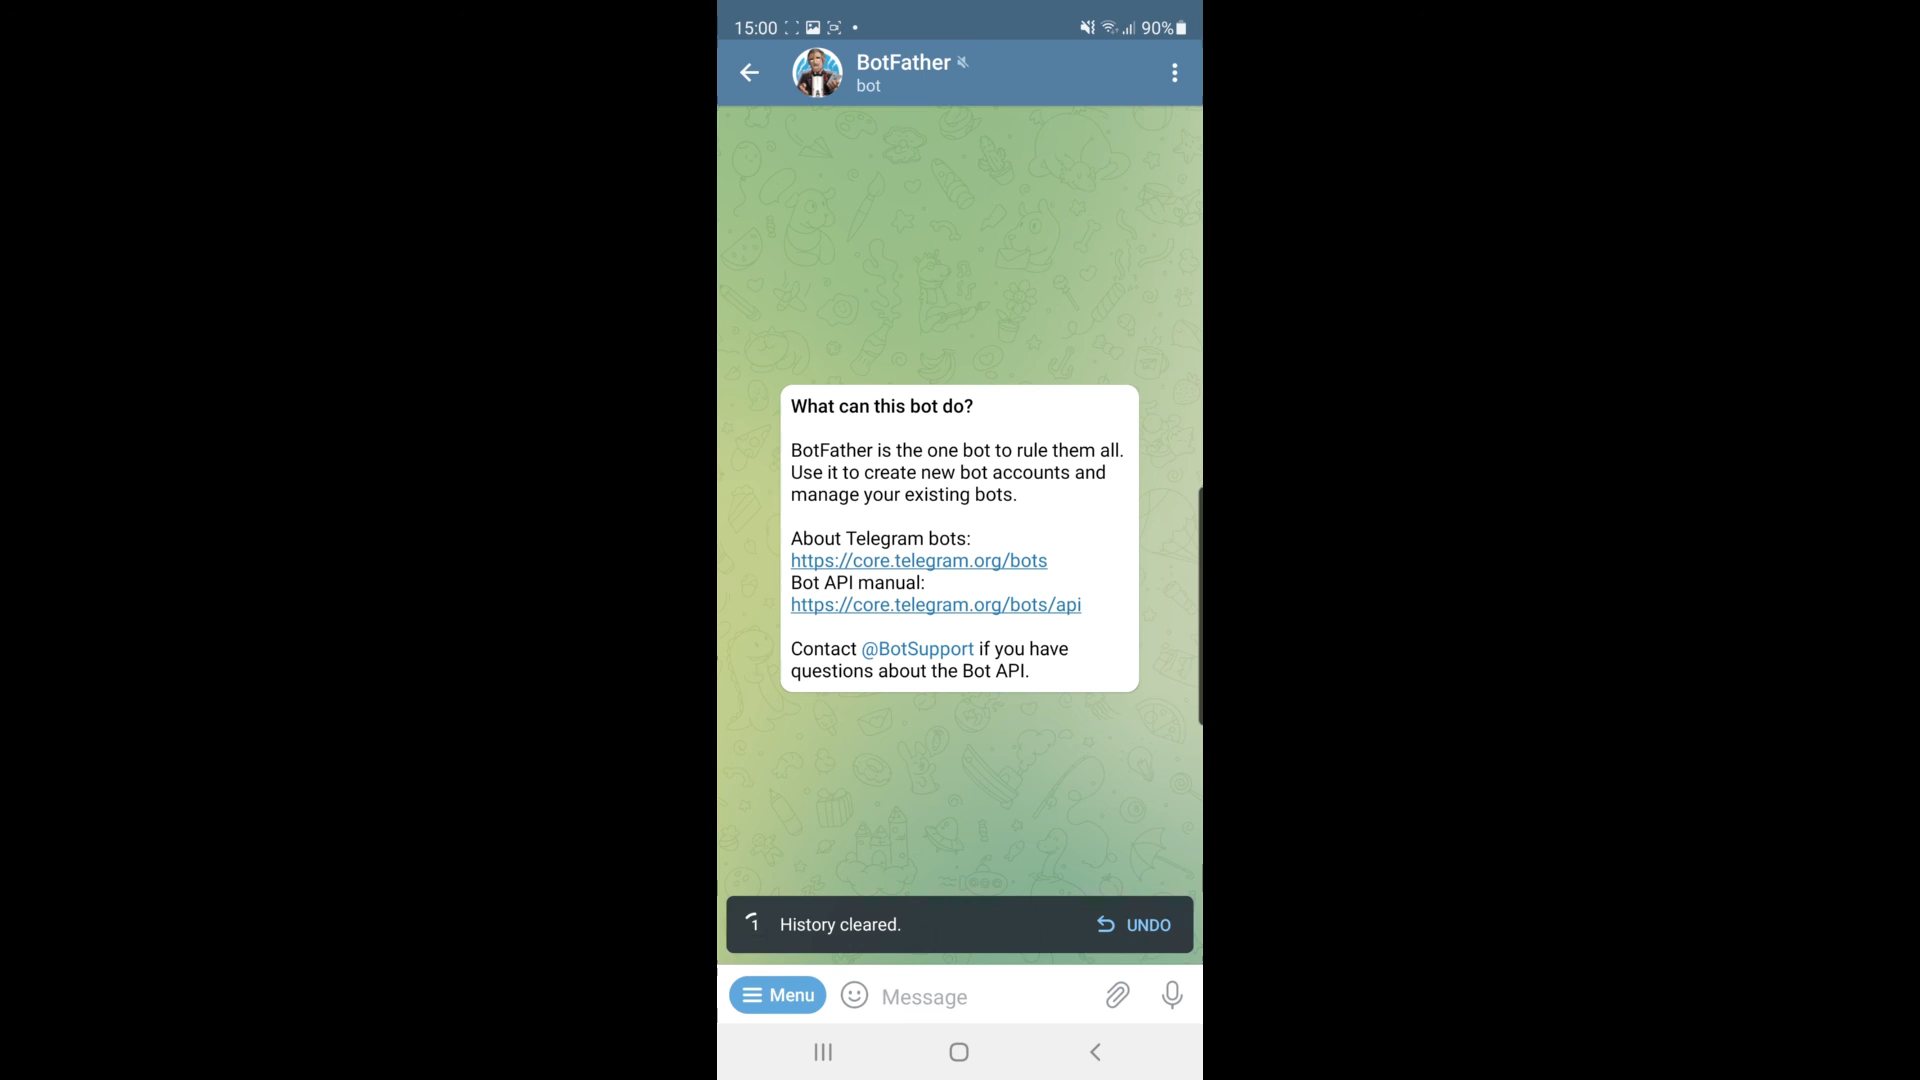 15:00
90%
BotFather
bot
What can this bot do?
BotFather is the one bot to rule them all.
Use it to create new bot accounts and
manage your existing bots.
About Telegram bots:
https://core.telegram.org/bots
Bot API manual:
https://core.telegram.org/bots/api
Contact @BotSupport if you have
questions about the Bot API.
1 History cleared. UNDO
Menu Message